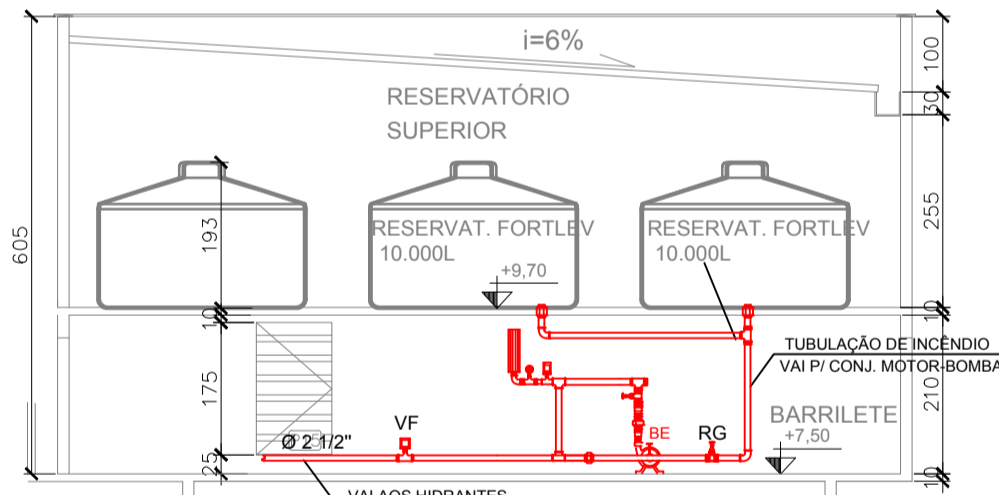 i=6%
100
30
RESERVATÓRIO
SUPERIOR
605
193
255
RESERVAT. FORTLEV
10.000L
RESERVAT. FORTLEV
10.000L
+9,70
10
10
TUBULAÇÃO DE INCÊNDIO
VAI P/ CONJ. MOTOR-BOMBA
175
210
BARRILETE
+7,50
VF
BE
RG
Ø 2 1/2"
25
10
VAI AOS HIDRANTES